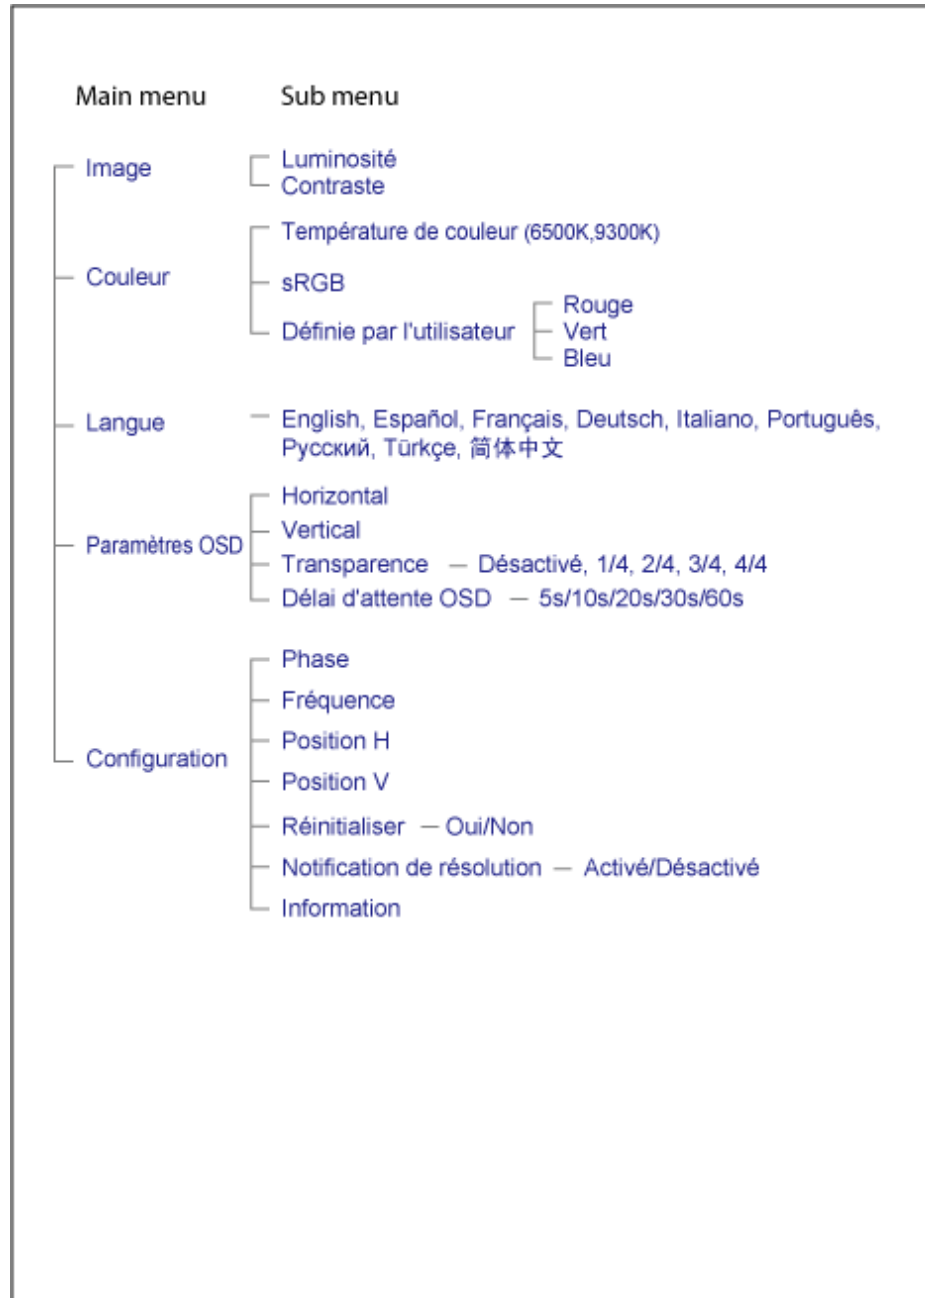 Main menu Sub menu
Image
Luminosité
Contraste
Couleur
Température de couleur (6500K,9300K)
sRGB
Définie par l'utilisateur
Rouge
Vert
Bleu
Langue
English, Español, Français, Deutsch, Italiano, Português,
Русский, Türkçe, 简体中文
Paramètres OSD
Horizontal
Vertical
Transparence — Désactivé, 1/4, 2/4, 3/4, 4/4
Délai d'attente OSD — 5s/10s/20s/30s/60s
Configuration
Phase
Fréquence
Position H
Position V
Réinitialiser — Oui/Non
Notification de résolution — Activé/Désactivé
Information